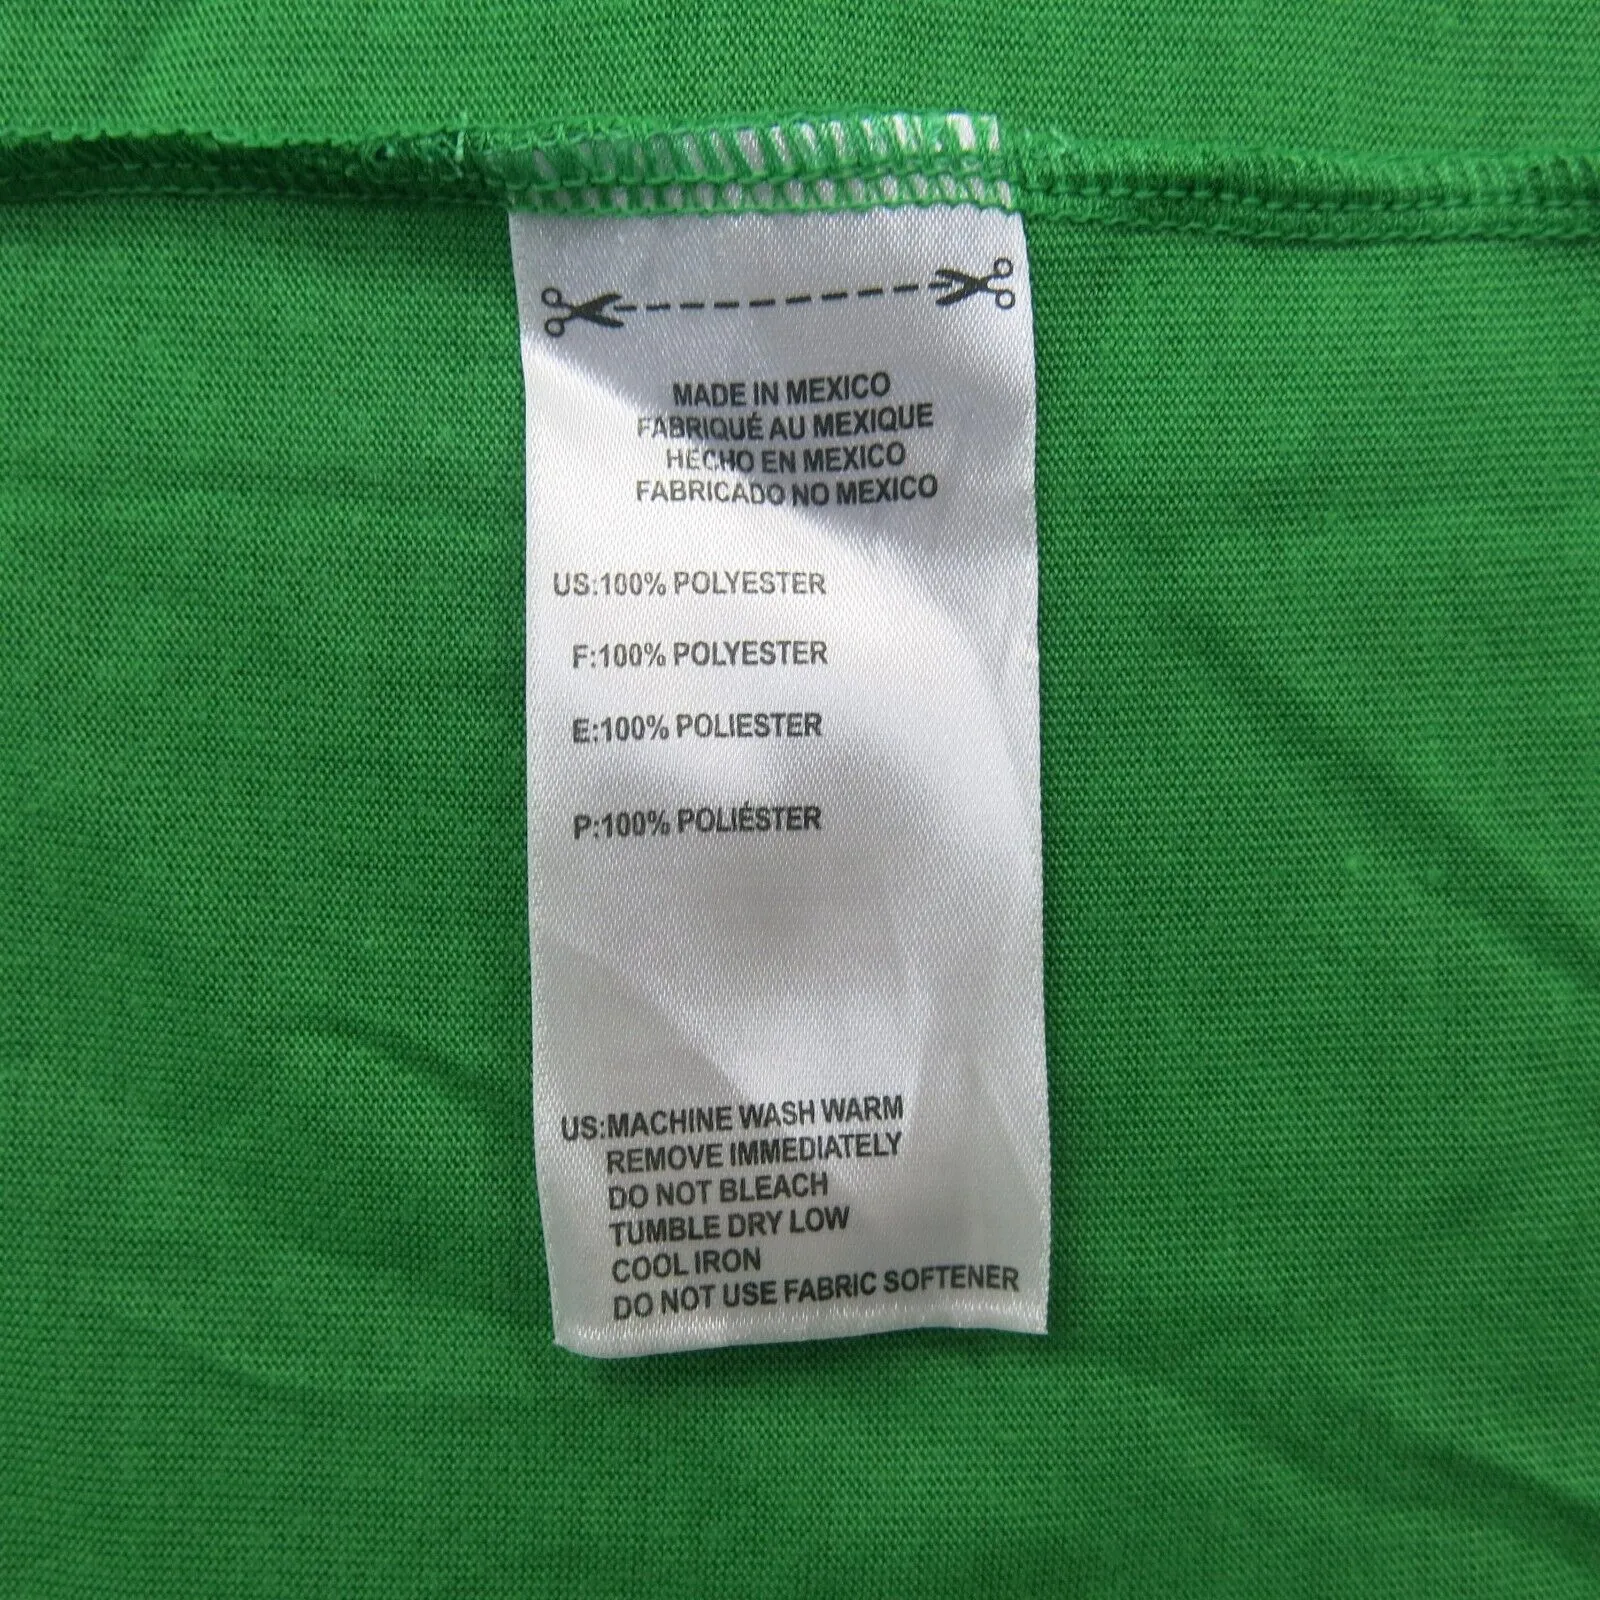 MADE IN MEXICO
FABRIQUÉ AU MEXIQUE
HECHO EN MEXICO
FABRICADO NO MEXICO
US:100% POLYESTER
F:100% POLYESTER
E:100% POLIESTER
P:100% POLIÉSTER
US:MACHINE WASH WARM
REMOVE IMMEDIATELY
DO NOT BLEACH
TUMBLE DRY LOW
COOL IRON
DO NOT USE FABRIC SOFTENER